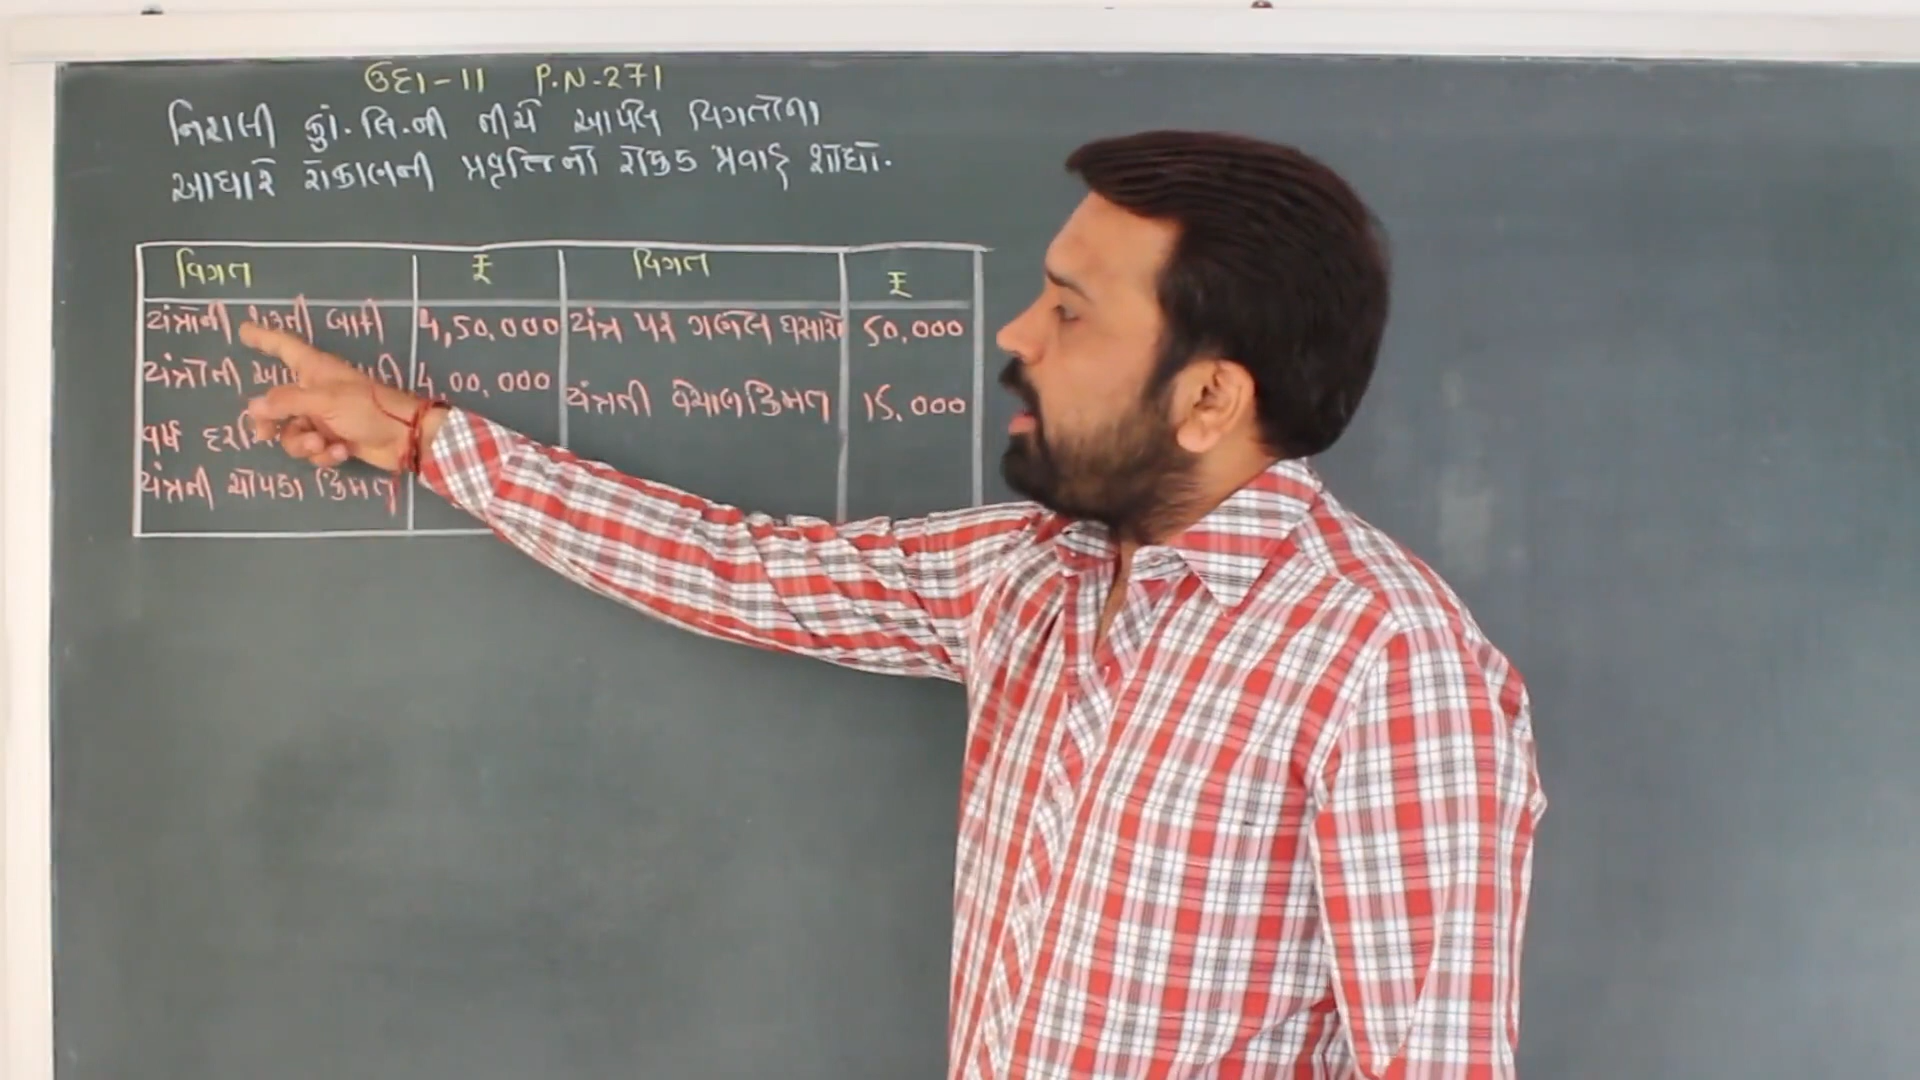 ઉદા-11 P.N-271
નિરાલી કાું. લિ.ની નીચે આપેલ વિગતોના
આધારે રોકાણની પ્રવૃત્તિનો રોકડ પ્રવાહ શોધો.
વિગત ₹ વિગત ₹
યંત્રોની બાકી 4,50,000 યંત્ર પર ગણેલ ઘસારો 50,000
યંત્રોની 4,00,000 યંત્રની વેચાણકિંમત 15,000
વર્ષ
યંત્રની ચોપડા કિંમત